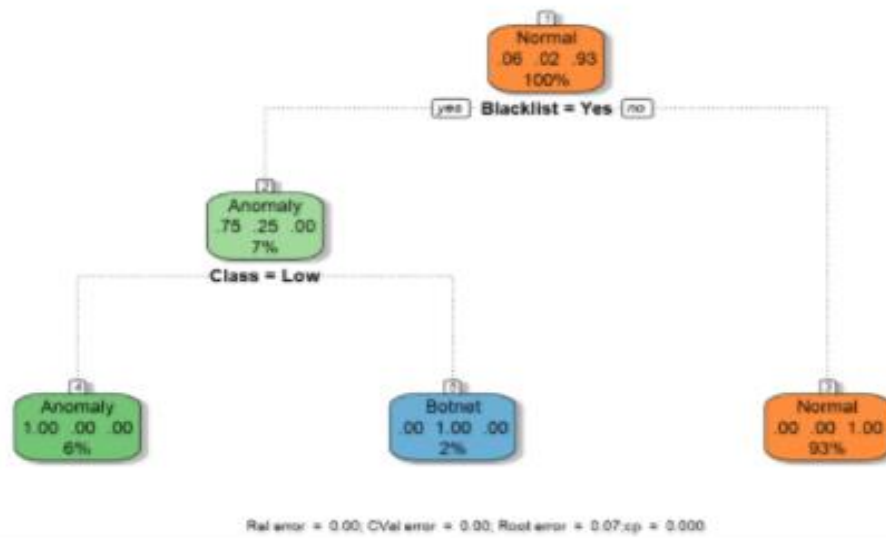 1
Normal
.06 .02 .93
100%
yes Blacklist = Yes no
2
Anomaly
.75 .25 .00
7%
Class = Low
4
Anomaly
1.00 .00 .00
6%
5
Botnet
.00 1.00 .00
2%
3
Normal
.00 .00 1.00
93%
Rel error = 0.00; CVal error = 0.00; Root error = 0.07;cp = 0.000